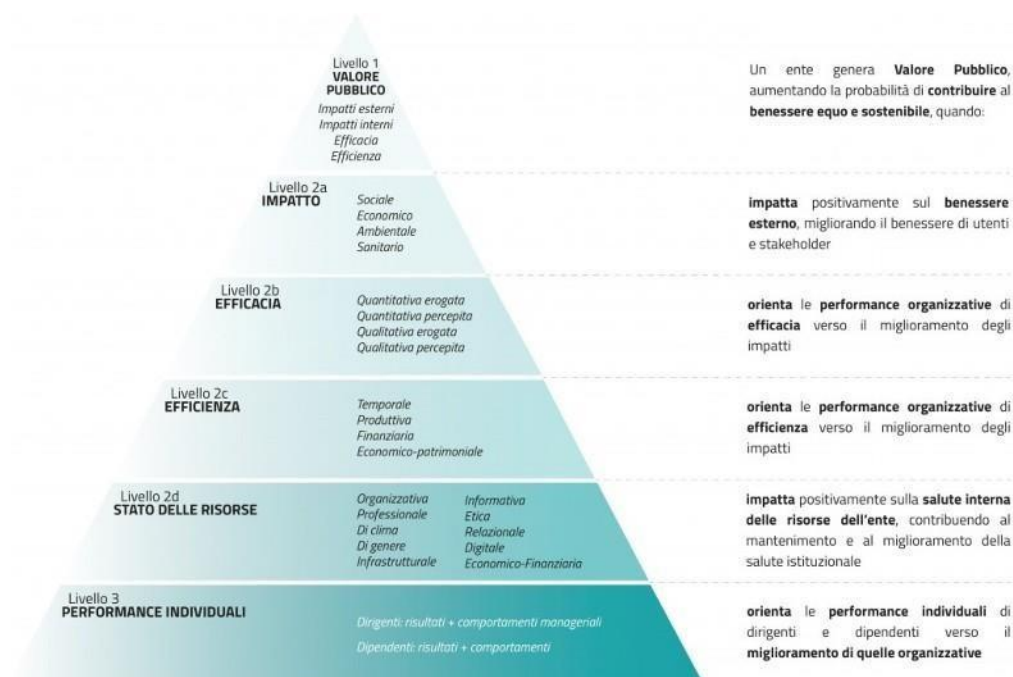 Livello 1
VALORE
PUBBLICO
Impatti esterni
Impatti interni
Efficacia
Efficienza
Un ente genera Valore Pubblico,
aumentando la probabilità di contribuire al
benessere equo e sostenibile, quando:
Livello 2a
IMPATTO
Sociale
Economico
Ambientale
Sanitario
impatta positivamente sul benessere
esterno, migliorando il benessere di utenti
e stakeholder
Livello 2b
EFFICACIA
Quantitativa erogata
Quantitativa percepita
Qualitativa erogata
Qualitativa percepita
orienta le performance organizzative di
efficacia verso il miglioramento degli
impatti
Livello 2c
EFFICIENZA
Temporale
Produttiva
Finanziaria
Economico-patrimoniale
orienta le performance organizzative di
efficienza verso il miglioramento degli
impatti
Livello 2d
STATO DELLE RISORSE
Organizzativa
Professionale
Di clima
Di genere
Infrastrutturale
Informativa
Etica
Relazionale
Digitale
Economico-Finanziaria
impatta positivamente sulla salute interna
delle risorse dell'ente, contribuendo al
mantenimento e al miglioramento della
salute istituzionale
Livello 3
PERFORMANCE INDIVIDUALI
Dirigenti: risultati + comportamenti manageriali
Dipendenti: risultati + comportamenti
orienta le performance individuali di
dirigenti e dipendenti verso il
miglioramento di quelle organizzative